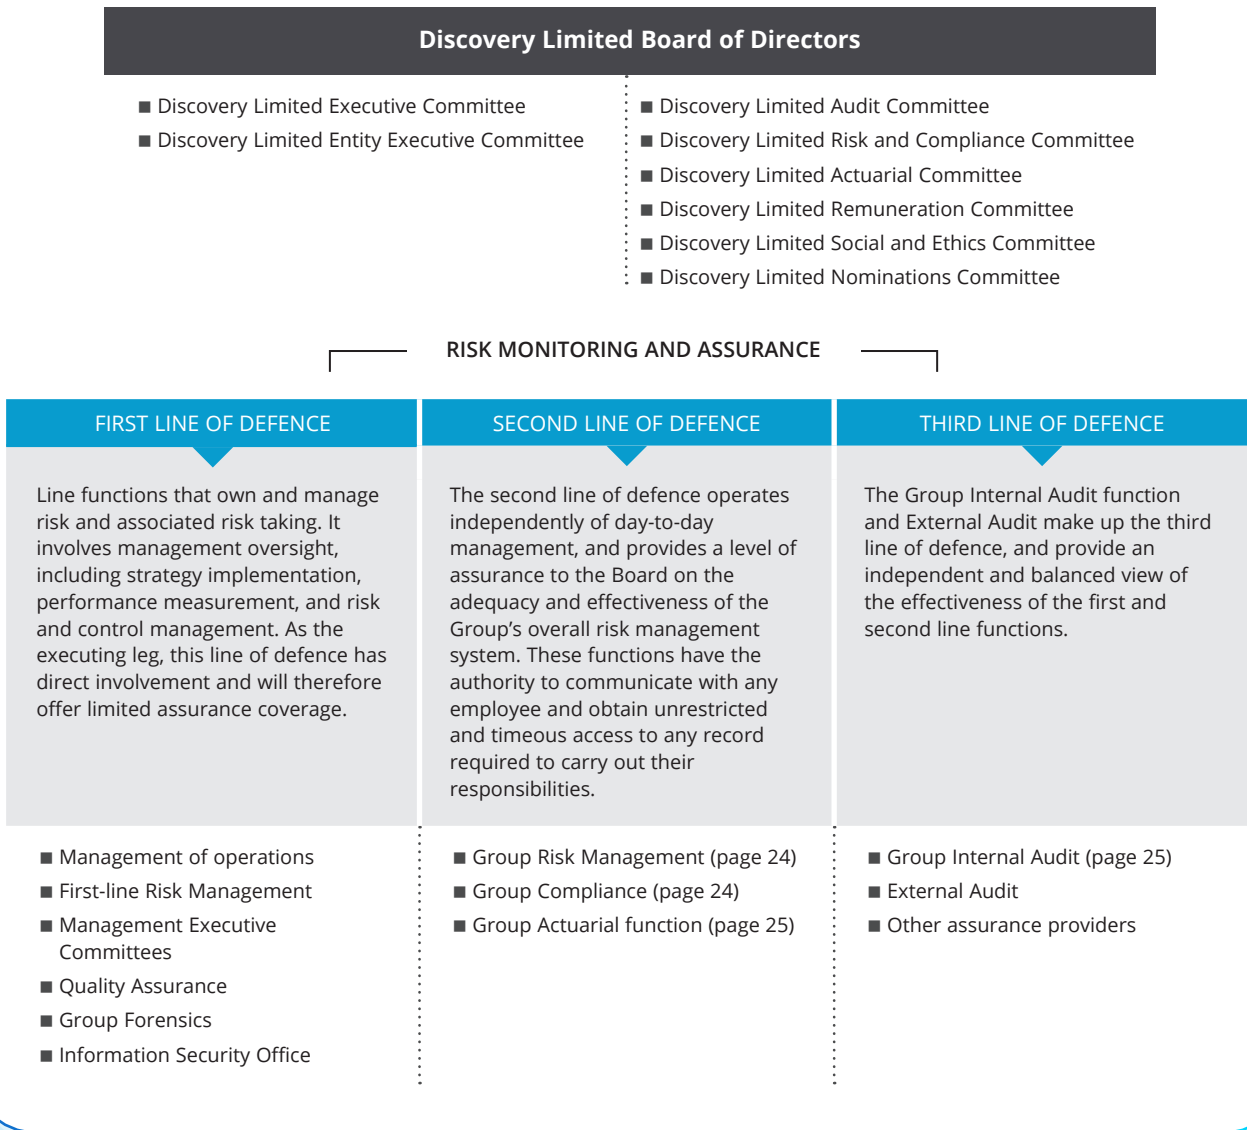 Discovery Limited Board of Directors
■ Discovery Limited Executive Committee
■ Discovery Limited Entity Executive Committee
■ Discovery Limited Audit Committee
■ Discovery Limited Risk and Compliance Committee
■ Discovery Limited Actuarial Committee
■ Discovery Limited Remuneration Committee
■ Discovery Limited Social and Ethics Committee
■ Discovery Limited Nominations Committee
RISK MONITORING AND ASSURANCE
FIRST LINE OF DEFENCE
Line functions that own and manage
risk and associated risk taking. It
involves management oversight,
including strategy implementation,
performance measurement, and risk
and control management. As the
executing leg, this line of defence has
direct involvement and will therefore
offer limited assurance coverage.
■ Management of operations
■ First-line Risk Management
■ Management Executive
Committees
■ Quality Assurance
■ Group Forensics
■ Information Security Office
SECOND LINE OF DEFENCE
The second line of defence operates
independently of day-to-day
management, and provides a level of
assurance to the Board on the
adequacy and effectiveness of the
Group's overall risk management
system. These functions have the
authority to communicate with any
employee and obtain unrestricted
and timeous access to any record
required to carry out their
responsibilities.
■ Group Risk Management (page 24)
■ Group Compliance (page 24)
■ Group Actuarial function (page 25)
THIRD LINE OF DEFENCE
The Group Internal Audit function
and External Audit make up the third
line of defence, and provide an
independent and balanced view of
the effectiveness of the first and
second line functions.
■ Group Internal Audit (page 25)
■ External Audit
■ Other assurance providers